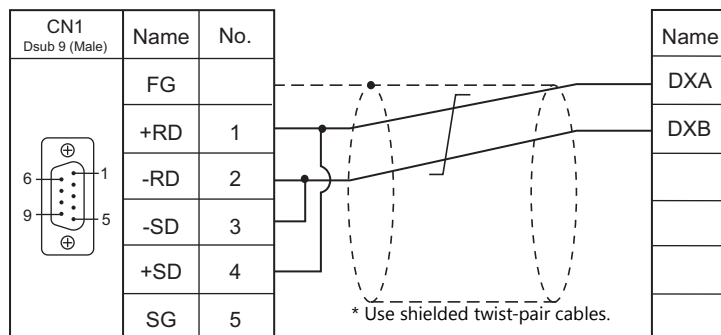 CN1
Dsub 9 (Male)
Name No. Name
FG DXA
+RD 1 DXB
-RD 2
-SD 3
+SD 4
SG 5
6 1
9 5
* Use shielded twist-pair cables.